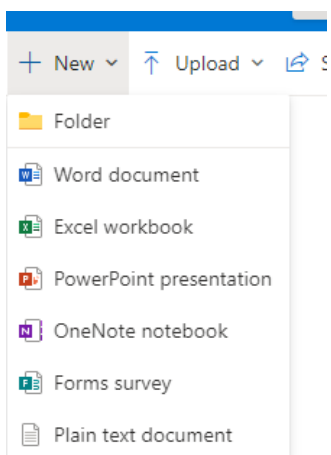 New Upload S
Folder
Word document
Excel workbook
PowerPoint presentation
OneNote notebook
Forms survey
Plain text document